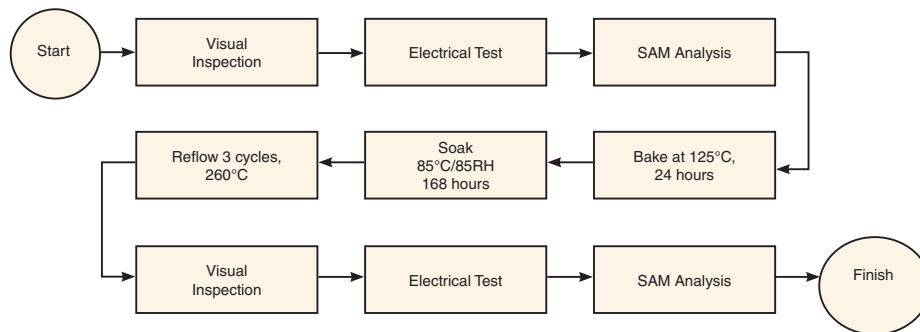 Start
Visual
Inspection
Electrical Test
SAM Analysis
Bake at 125°C,
24 hours
Soak
85°C/85RH
168 hours
Reflow 3 cycles,
260°C
Visual
Inspection
Electrical Test
SAM Analysis
Finish